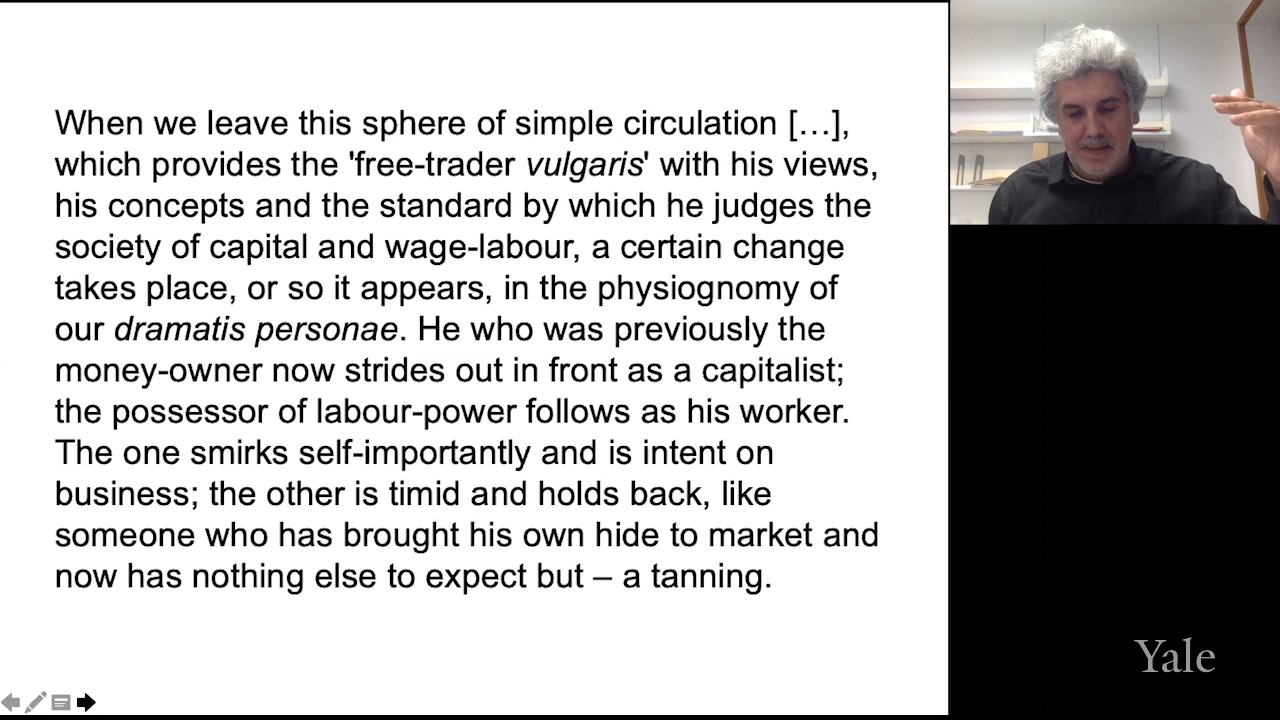 When we leave this sphere of simple circulation […],
which provides the 'free-trader vulgaris' with his views,
his concepts and the standard by which he judges the
society of capital and wage-labour, a certain change
takes place, or so it appears, in the physiognomy of
our dramatis personae. He who was previously the
money-owner now strides out in front as a capitalist;
the possessor of labour-power follows as his worker.
The one smirks self-importantly and is intent on
business; the other is timid and holds back, like
someone who has brought his own hide to market and
now has nothing else to expect but – a tanning.
Yale